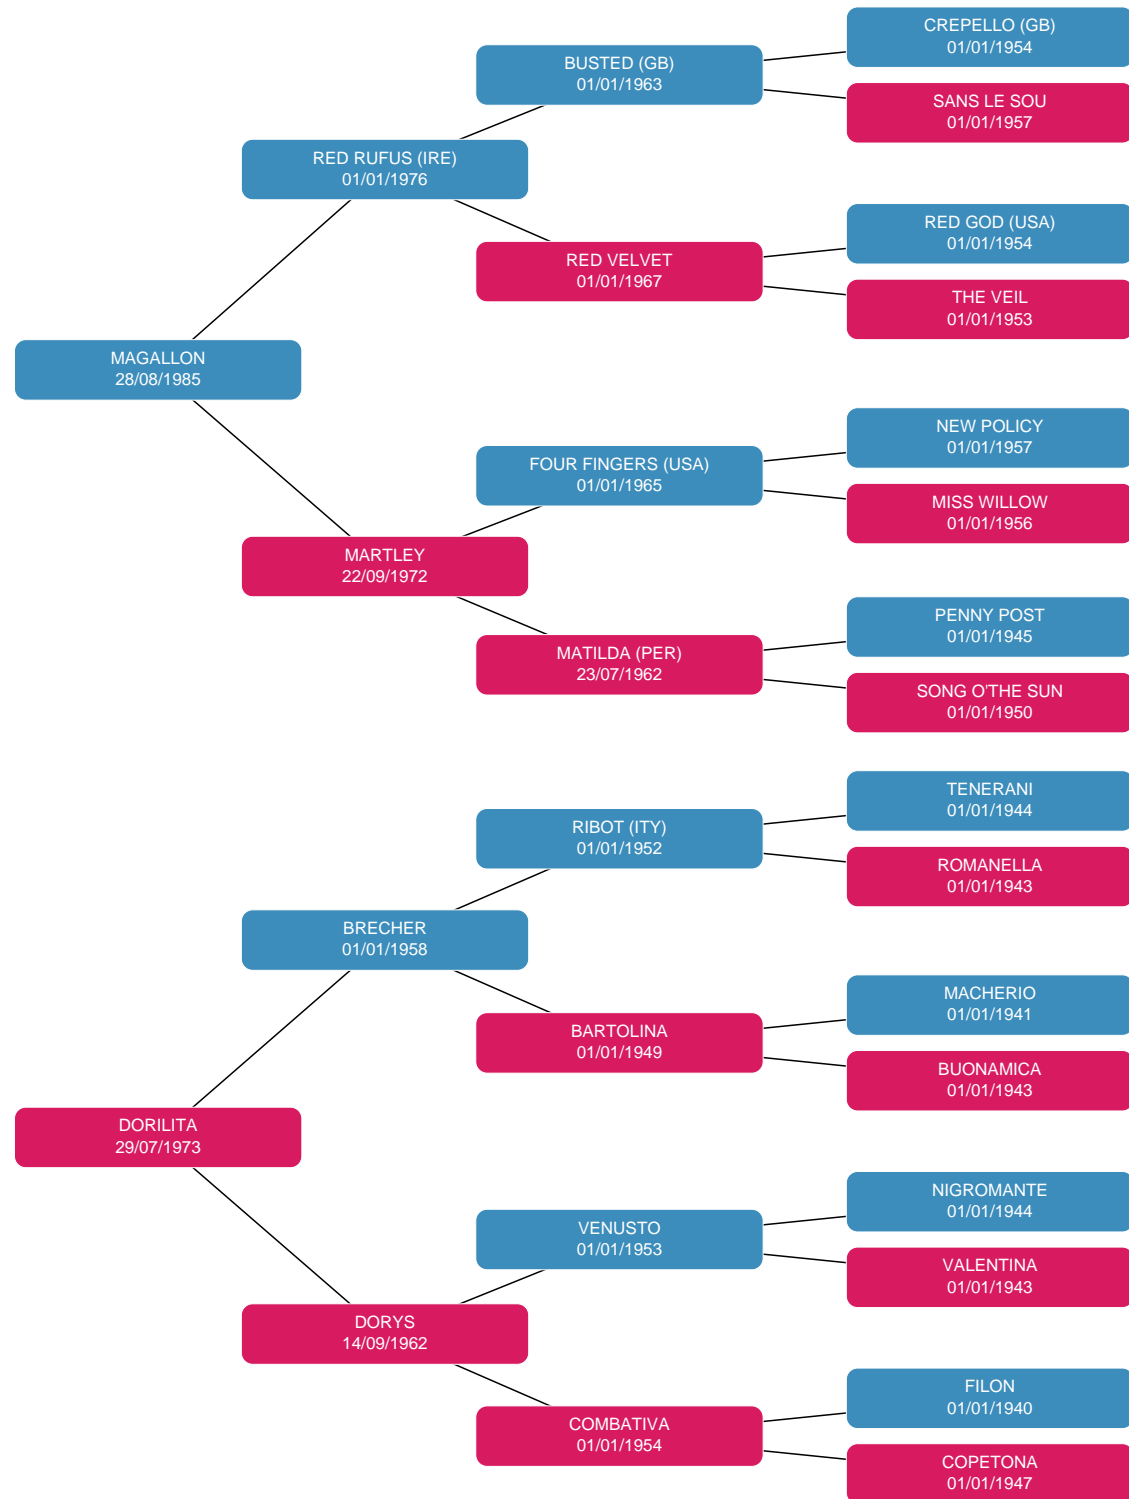 CREPELLO (GB)
01/01/1954
BUSTED (GB)
01/01/1963
SANS LE SOU
01/01/1957
RED RUFUS (IRE)
01/01/1976
RED GOD (USA)
01/01/1954
RED VELVET
01/01/1967
THE VEIL
01/01/1953
MAGALLON
28/08/1985
NEW POLICY
01/01/1957
FOUR FINGERS (USA)
01/01/1965
MISS WILLOW
01/01/1956
MARTLEY
22/09/1972
PENNY POST
01/01/1945
MATILDA (PER)
23/07/1962
SONG O'THE SUN
01/01/1950
TENERANI
01/01/1944
RIBOT (ITY)
01/01/1952
ROMANELLA
01/01/1943
BRECHER
01/01/1958
MACHERIO
01/01/1941
BARTOLINA
01/01/1949
BUONAMICA
01/01/1943
DORILITA
29/07/1973
NIGROMANTE
01/01/1944
VENUSTO
01/01/1953
VALENTINA
01/01/1943
DORYS
14/09/1962
FILON
01/01/1940
COMBATIVA
01/01/1954
COPETONA
01/01/1947